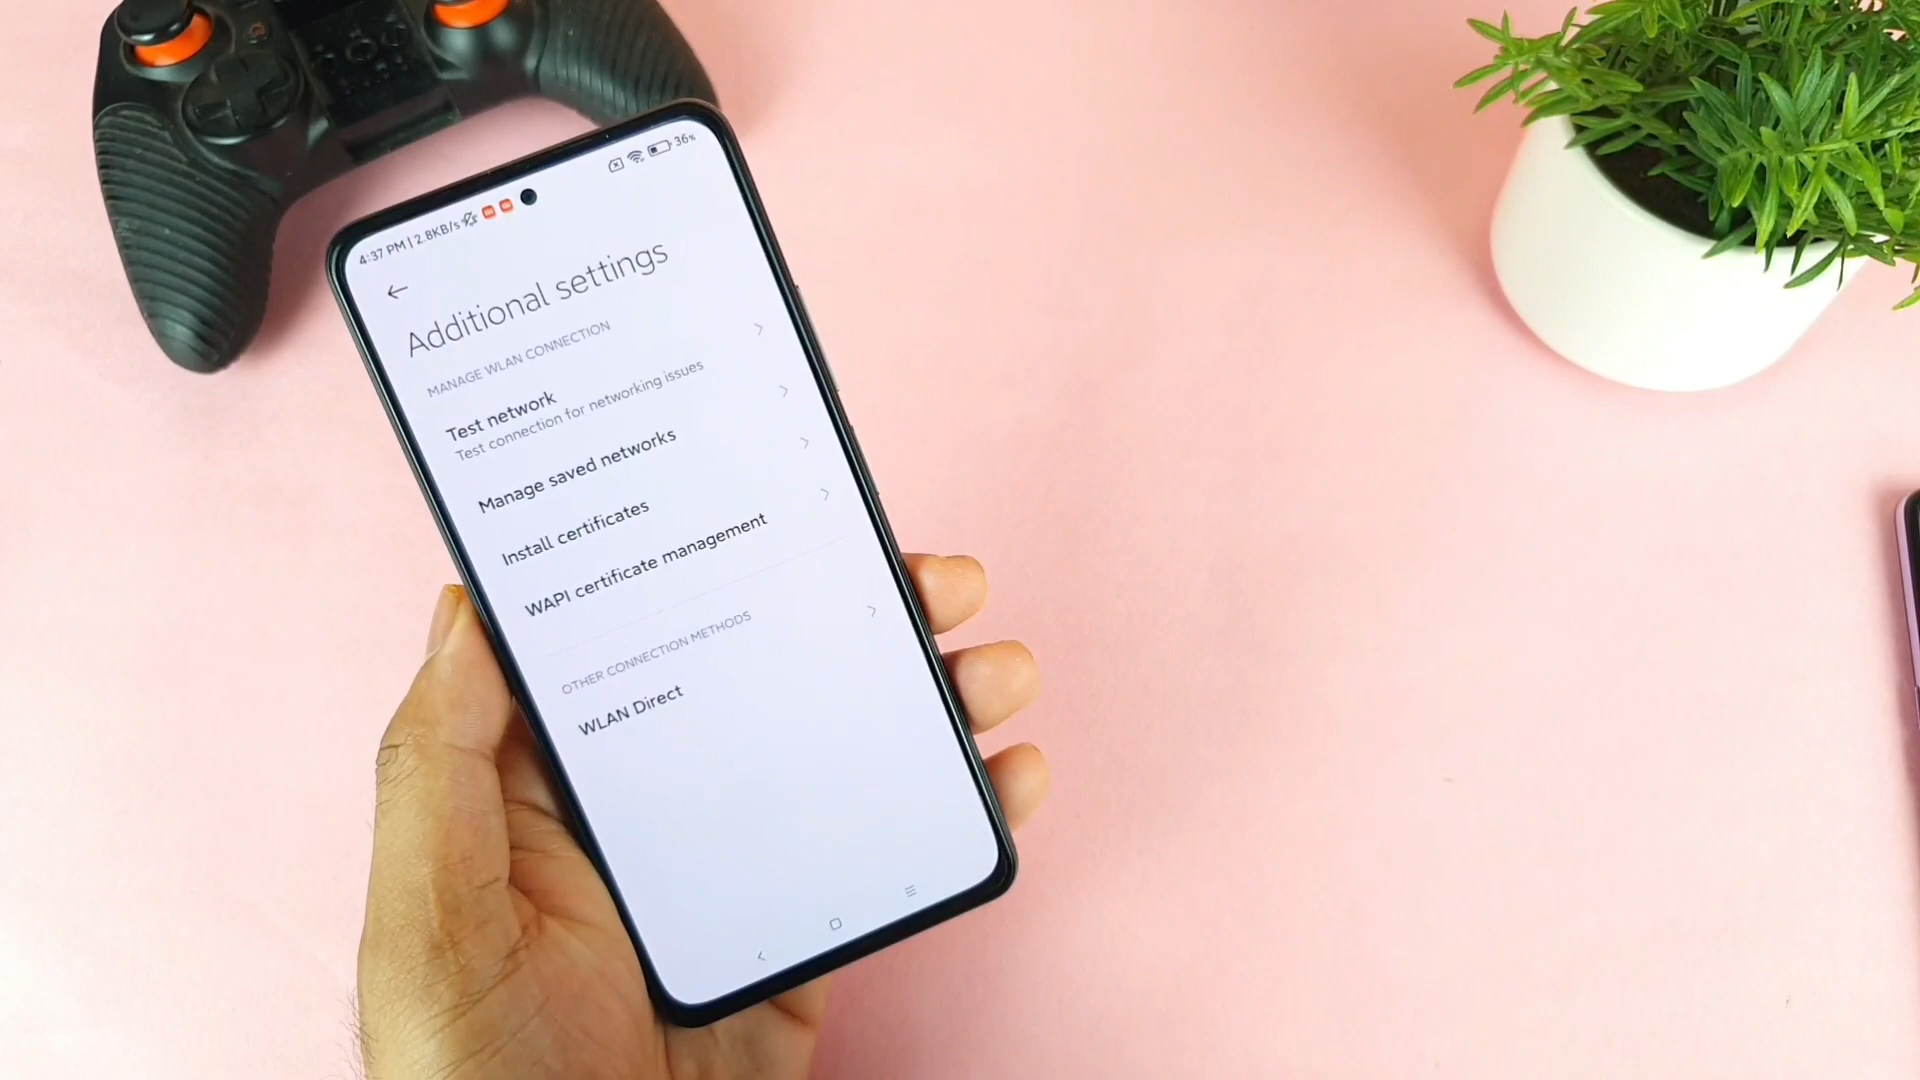 4:37 PM | 2.8KB/s
36%
Additional settings
MANAGE WLAN CONNECTION
Test network
Test connection for networking issues
Manage saved networks
Install certificates
WAPI certificate management
OTHER CONNECTION METHODS
WLAN Direct